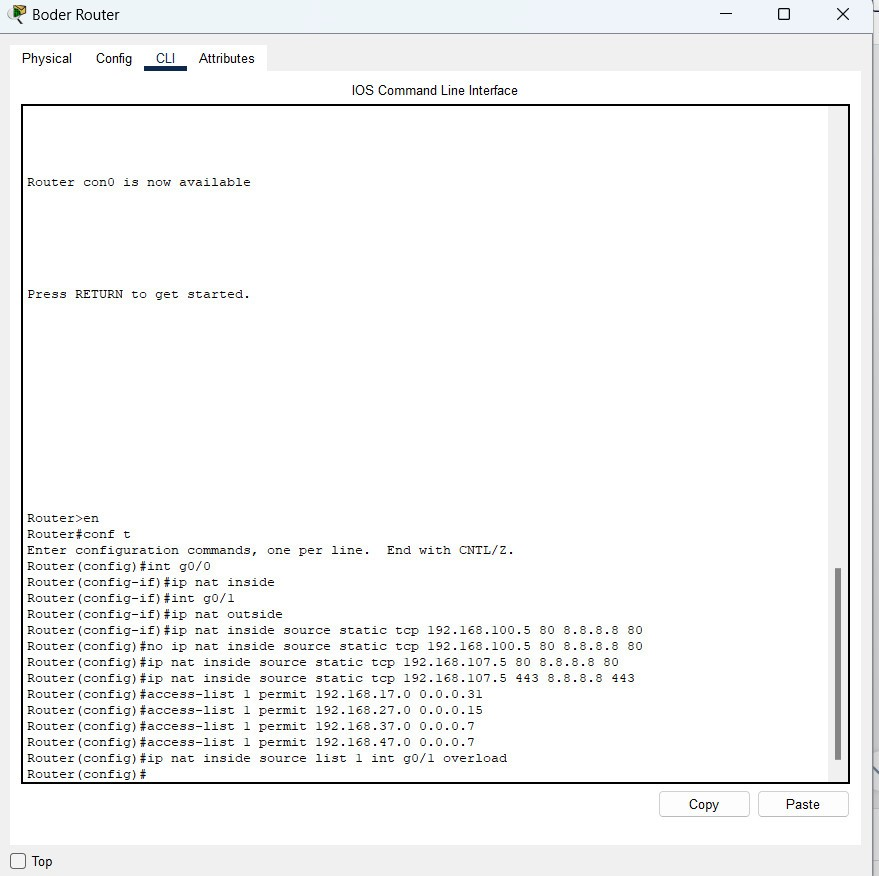 Boder Router
Physical Config CLI Attributes
IOS Command Line Interface
Router con0 is now available
Press RETURN to get started.
Router>en
Router#conf t
Enter configuration commands, one per line.  End with CNTL/Z.
Router(config)#int g0/0
Router(config-if)#ip nat inside
Router(config-if)#int g0/1
Router(config-if)#ip nat outside
Router(config-if)#ip nat inside source static tcp 192.168.100.5 80 8.8.8.8 80
Router(config)#no ip nat inside source static tcp 192.168.100.5 80 8.8.8.8 80
Router(config)#ip nat inside source static tcp 192.168.107.5 80 8.8.8.8 80
Router(config)#ip nat inside source static tcp 192.168.107.5 443 8.8.8.8 443
Router(config)#access-list 1 permit 192.168.17.0 0.0.0.31
Router(config)#access-list 1 permit 192.168.27.0 0.0.0.15
Router(config)#access-list 1 permit 192.168.37.0 0.0.0.7
Router(config)#access-list 1 permit 192.168.47.0 0.0.0.7
Router(config)#ip nat inside source list 1 int g0/1 overload
Router(config)#
Copy Paste
Top